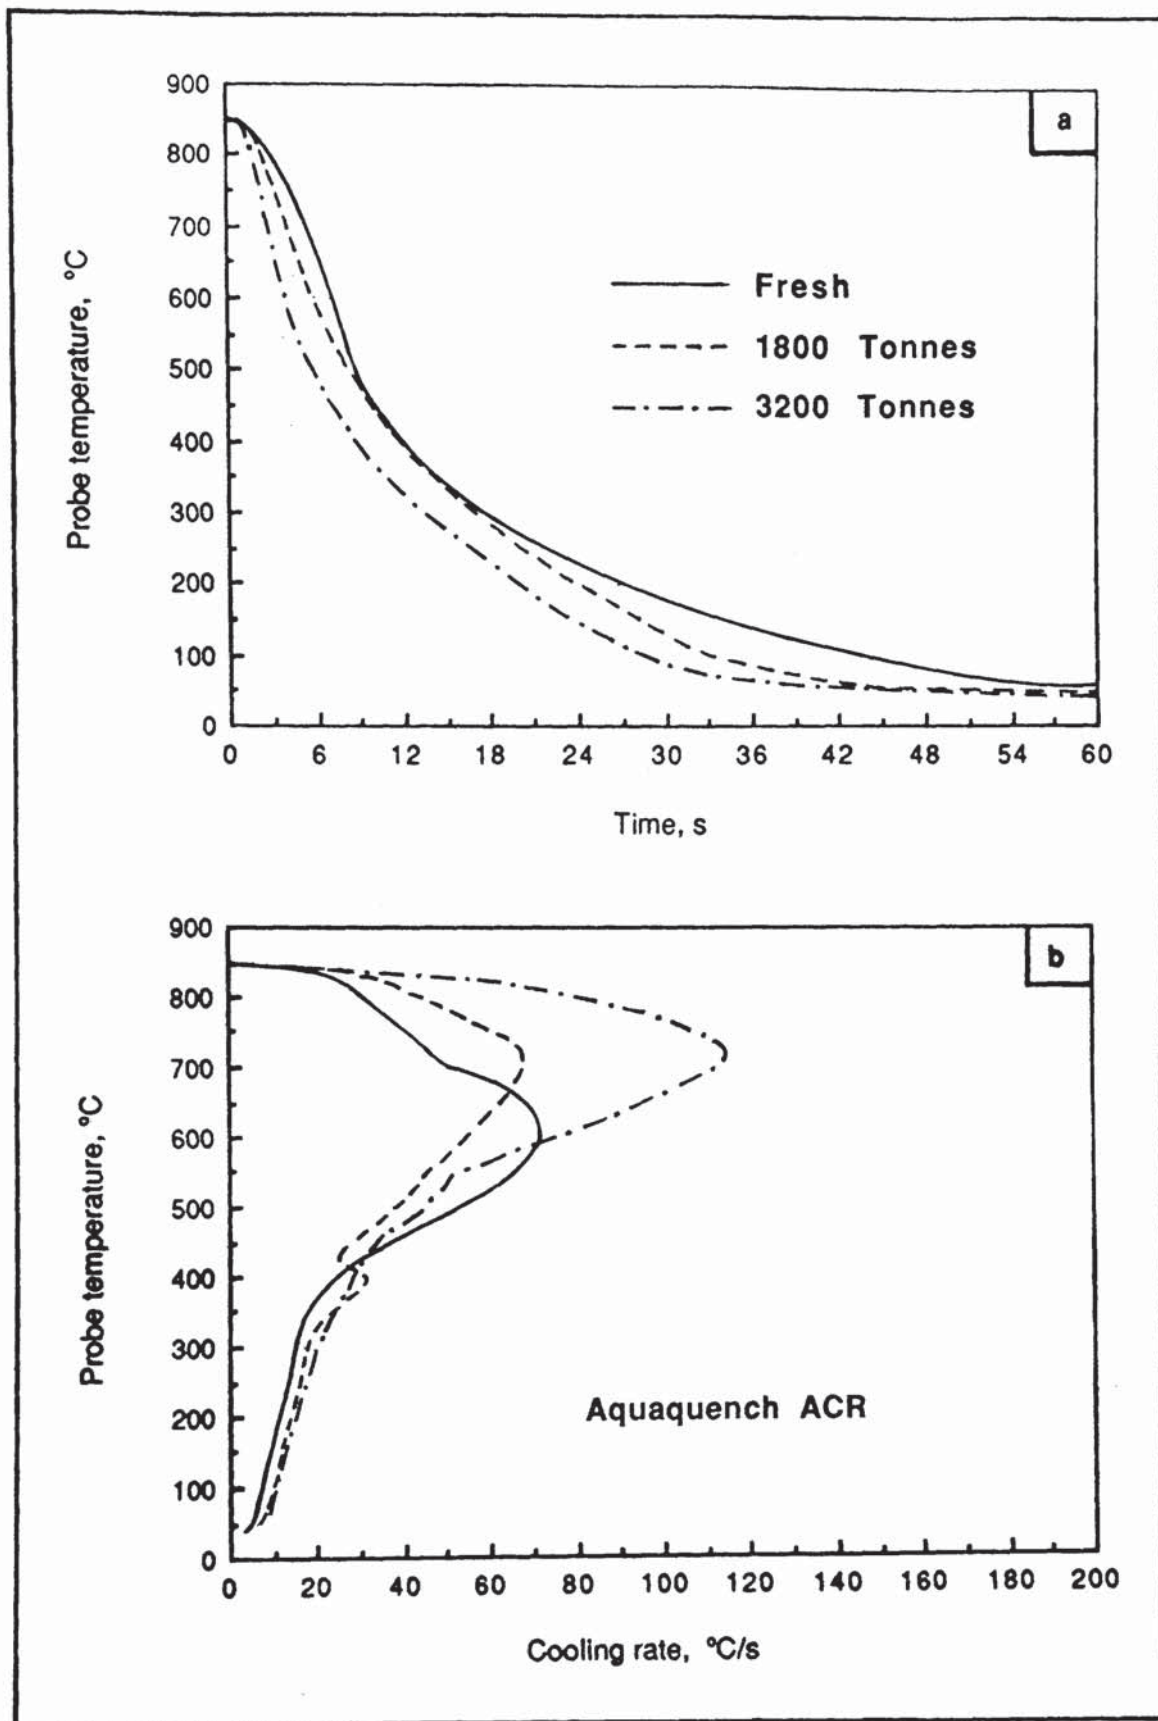 a
900
800
700
600
500
400
300
200
100
0
Probe temperature, °C
Fresh
1800 Tonnes
3200 Tonnes
0 6 12 18 24 30 36 42 48 54 60
Time, s
b
900
800
700
600
500
400
300
200
100
0
Probe temperature, °C
Aquaquench ACR
0 20 40 60 80 100 120 140 160 180 200
Cooling rate, °C/s